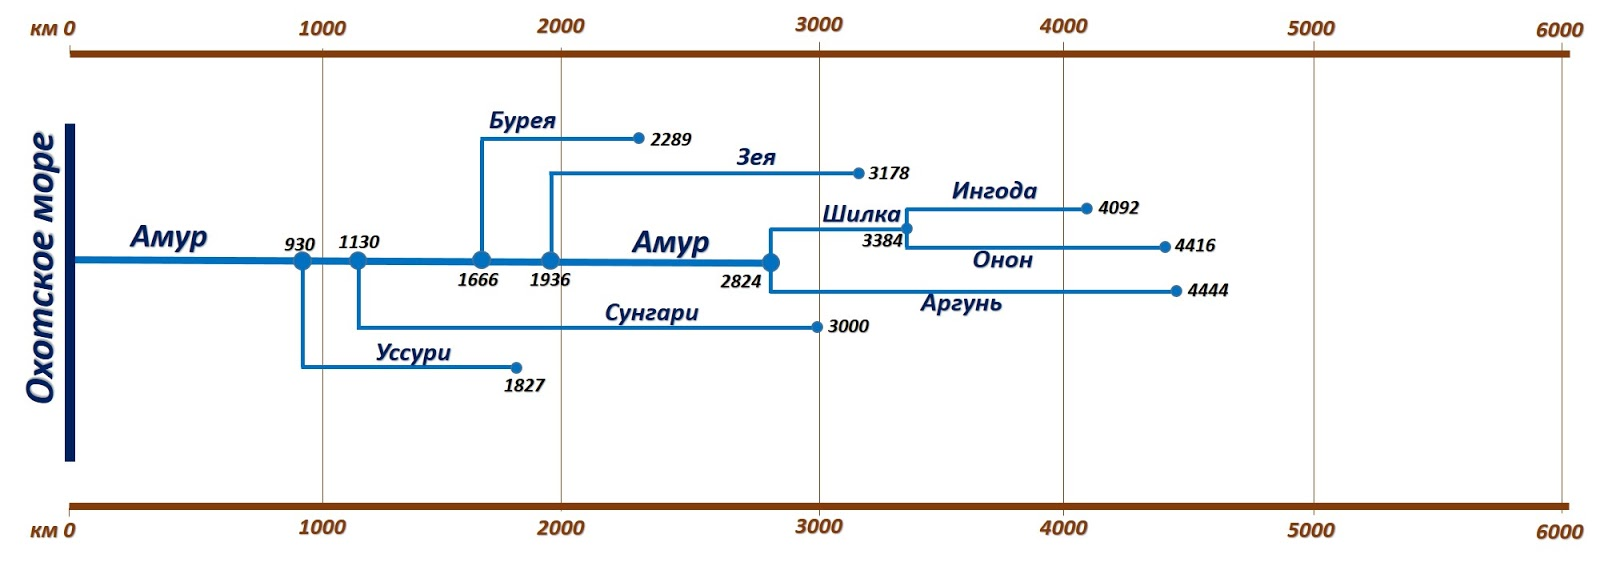 км 0 1000 2000 3000 4000 5000 6000
Охотское море
Бурея
2289
Зея
3178
Ингода
4092
Шилка
3384
Амур
930
1130
Амур
4416
Онон
1666
1936
2824
4444
Аргунь
Сунгари
3000
Уссури
1827
км 0 1000 2000 3000 4000 5000 6000